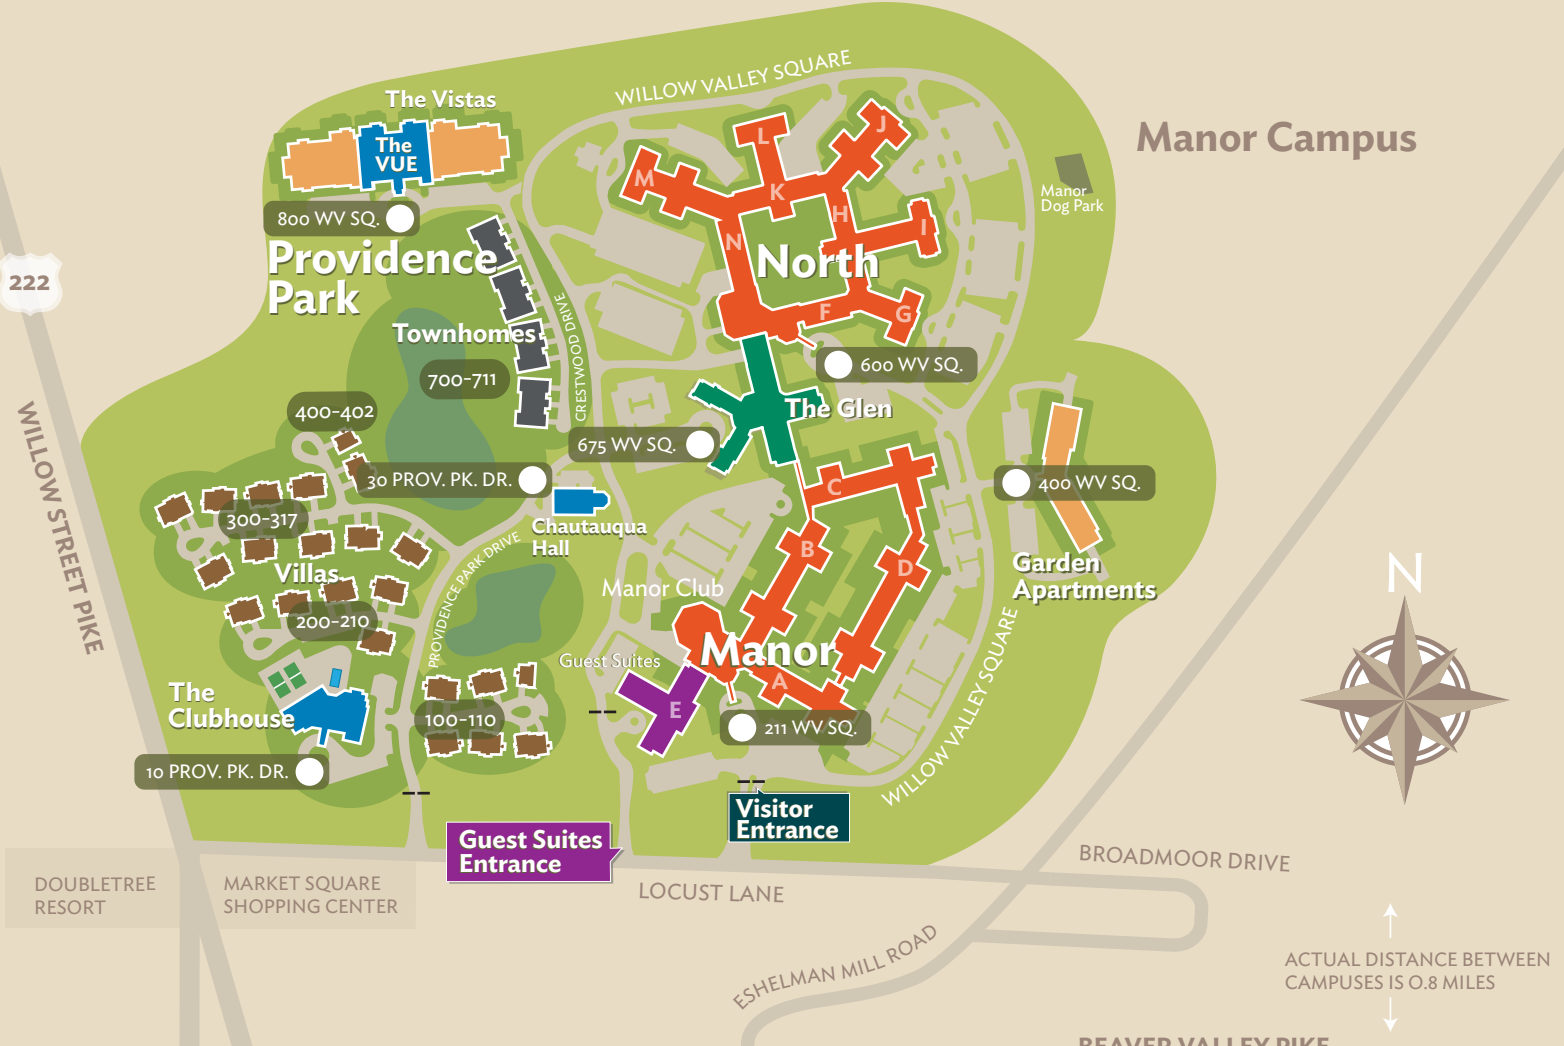 WILLOW VALLEY SQUARE
The Vistas
The
VUE
L
J
Manor Campus
M
K
Manor
Dog Park
800 WV SQ.
H
I
N
Providence
Park
North
222
F
G
Townhomes
CRESTWOOD DRIVE
600 WV SQ.
700-711
400-402
The Glen
675 WV SQ.
WILLOW STREET PIKE
30 PROV. PK. DR.
C
400 WV SQ.
300-317
Chautauqua
Hall
PROVIDENCE PARK DRIVE
B
D
Garden
Apartments
N
Villas
Manor Club
200-210
Manor
WILLOW VALLEY SQUARE
Guest Suites
A
The
Clubhouse
E
100-110
211 WV SQ.
10 PROV. PK. DR.
Visitor
Entrance
Guest Suites
Entrance
BROADMOOR DRIVE
DOUBLETREE
RESORT
MARKET SQUARE
SHOPPING CENTER
LOCUST LANE
ESHELMAN MILL ROAD
ACTUAL DISTANCE BETWEEN
CAMPUSES IS 0.8 MILES
BEAVER VALLEY PIKE